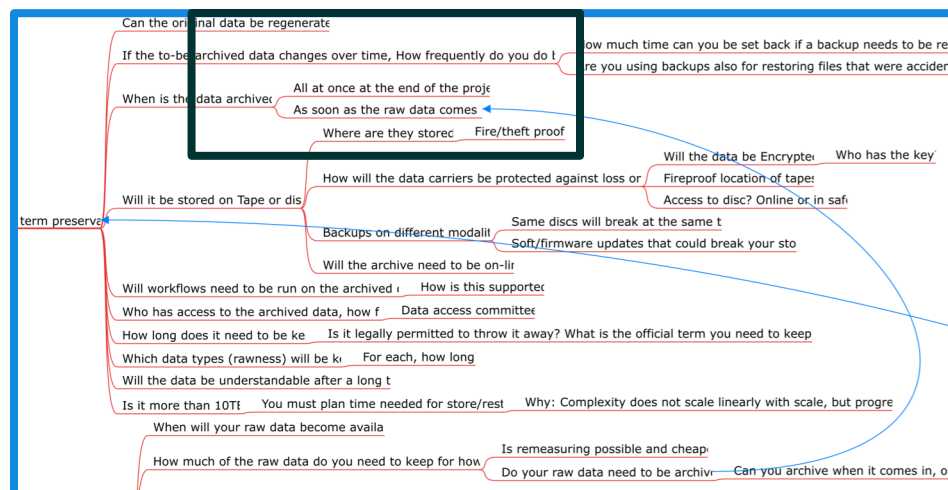 Can the original data be regenerate
If the to-be archived data changes over time, How frequently do you do b
How much time can you be set back if a backup needs to be re
Are you using backups also for restoring files that were acciden
When is the data archived
All at once at the end of the proje
As soon as the raw data comes
Where are they stored
Fire/theft proof
Will it be stored on Tape or dis
How will the data carriers be protected against loss or
Will the data be Encrypte
Who has the key
Fireproof location of tapes
Access to disc? Online or in safe
term preserva
Backups on different modalit
Same discs will break at the same t
Soft/firmware updates that could break your sto
Will the archive need to be on-lin
Will workflows need to be run on the archived
How is this supported
Who has access to the archived data, how f
Data access committee
How long does it need to be ke
Is it legally permitted to throw it away? What is the official term you need to keep
Which data types (rawness) will be ke
For each, how long
Will the data be understandable after a long t
Is it more than 10TB
You must plan time needed for store/rest
Why: Complexity does not scale linearly with scale, but progre
When will your raw data become availa
How much of the raw data do you need to keep for how
Is remeasuring possible and cheape
Do your raw data need to be archive
Can you archive when it comes in, o